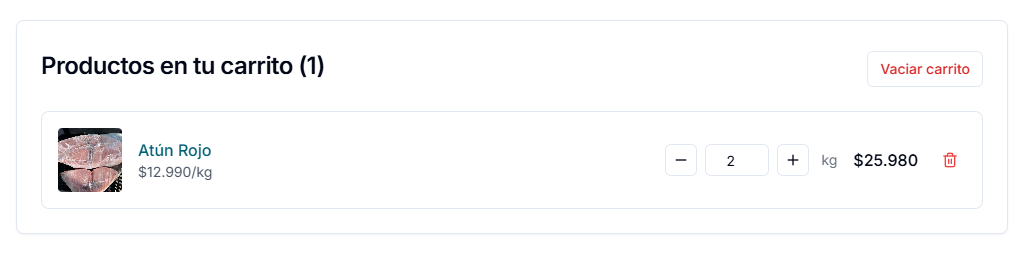 Productos en tu carrito (1)
Vaciar carrito
Atún Rojo
$12.990/kg
2
kg
$25.980